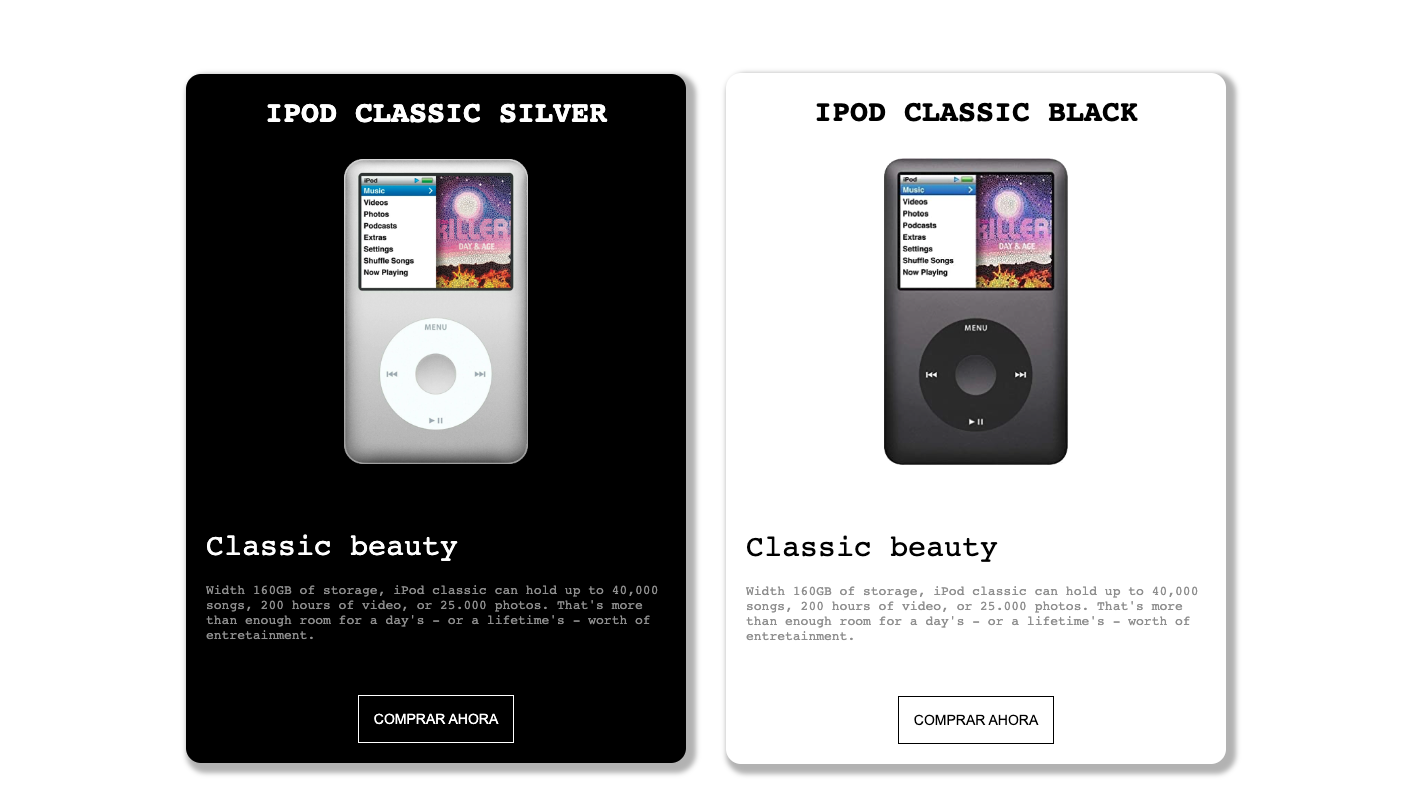 IPOD CLASSIC SILVER
iPod
Music
Videos
Photos
Podcasts
Extras
Settings
Shuffle Songs
Now Playing
KILLER
DAY & AGE
MENU
Classic beauty
Width 160GB of storage, iPod classic can hold up to 40,000
songs, 200 hours of video, or 25.000 photos. That's more
than enough room for a day's - or a lifetime's - worth of
entretainment.
COMPRAR AHORA
IPOD CLASSIC BLACK
iPod
Music
Videos
Photos
Podcasts
Extras
Settings
Shuffle Songs
Now Playing
KILLER
DAY & AGE
MENU
Classic beauty
Width 160GB of storage, iPod classic can hold up to 40,000
songs, 200 hours of video, or 25.000 photos. That's more
than enough room for a day's - or a lifetime's - worth of
entretainment.
COMPRAR AHORA